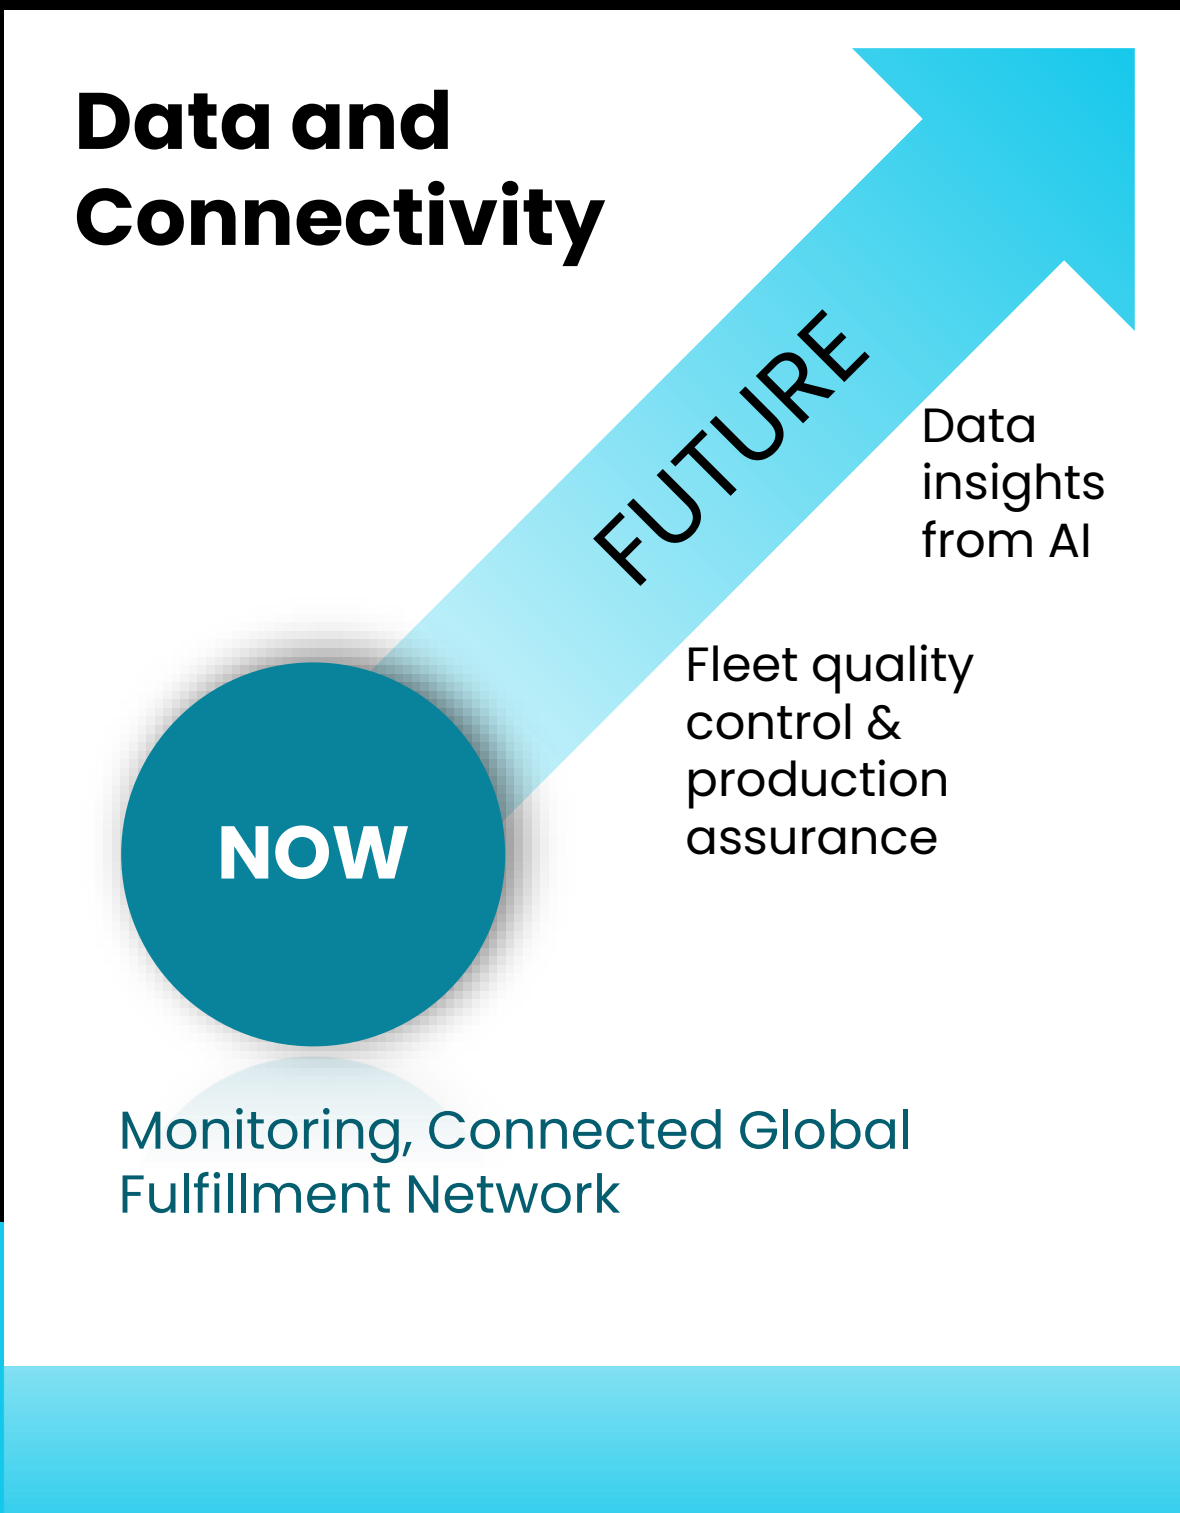 Data and
Connectivity
FUTURE
Data
insights
from AI
Fleet quality
control &
production
assurance
NOW
Monitoring, Connected Global
Fulfillment Network